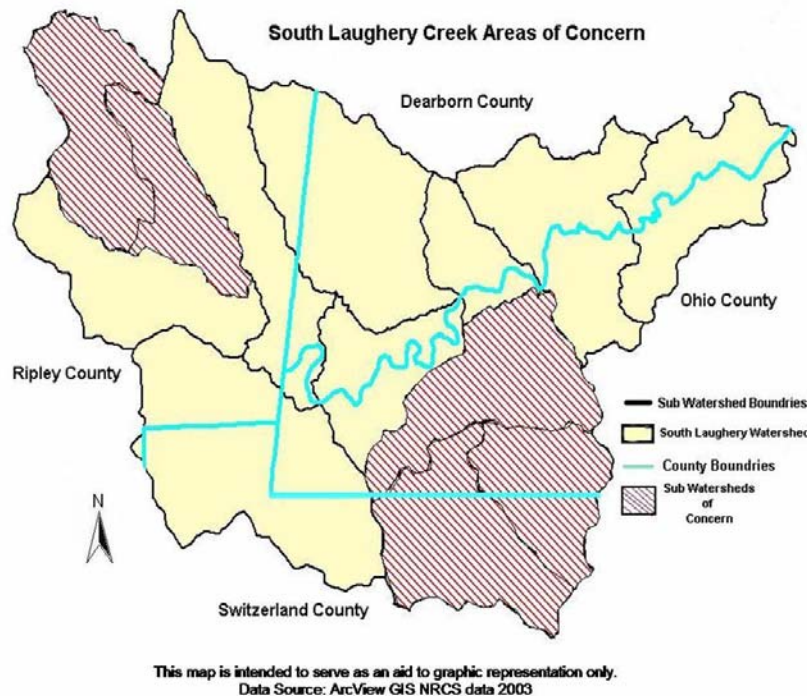 South Laughery Creek Areas of Concern
Dearborn County
Ohio County
Ripley County
Sub Watershed Boundries
South Laughery Watershed
County Boundries
Sub Watersheds
of
Concern
N
Switzerland County
This map is intended to serve as an aid to graphic representation only.
Data Source: ArcView GIS NRCS data 2003